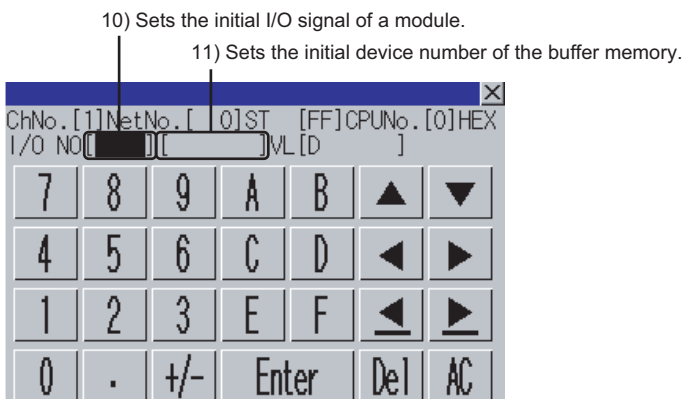 10) Sets the initial I/O signal of a module.
11) Sets the initial device number of the buffer memory.
ChNo.[1]NetNo.[  0]ST  [FF]CPUNo.[0]HEX
I/O NO[    ][        ]VL[D      ]
7 8 9 A B ▲ ▼
4 5 6 C D ◀ ▶
1 2 3 E F ◀ ▶
0 . +/- Enter Del AC